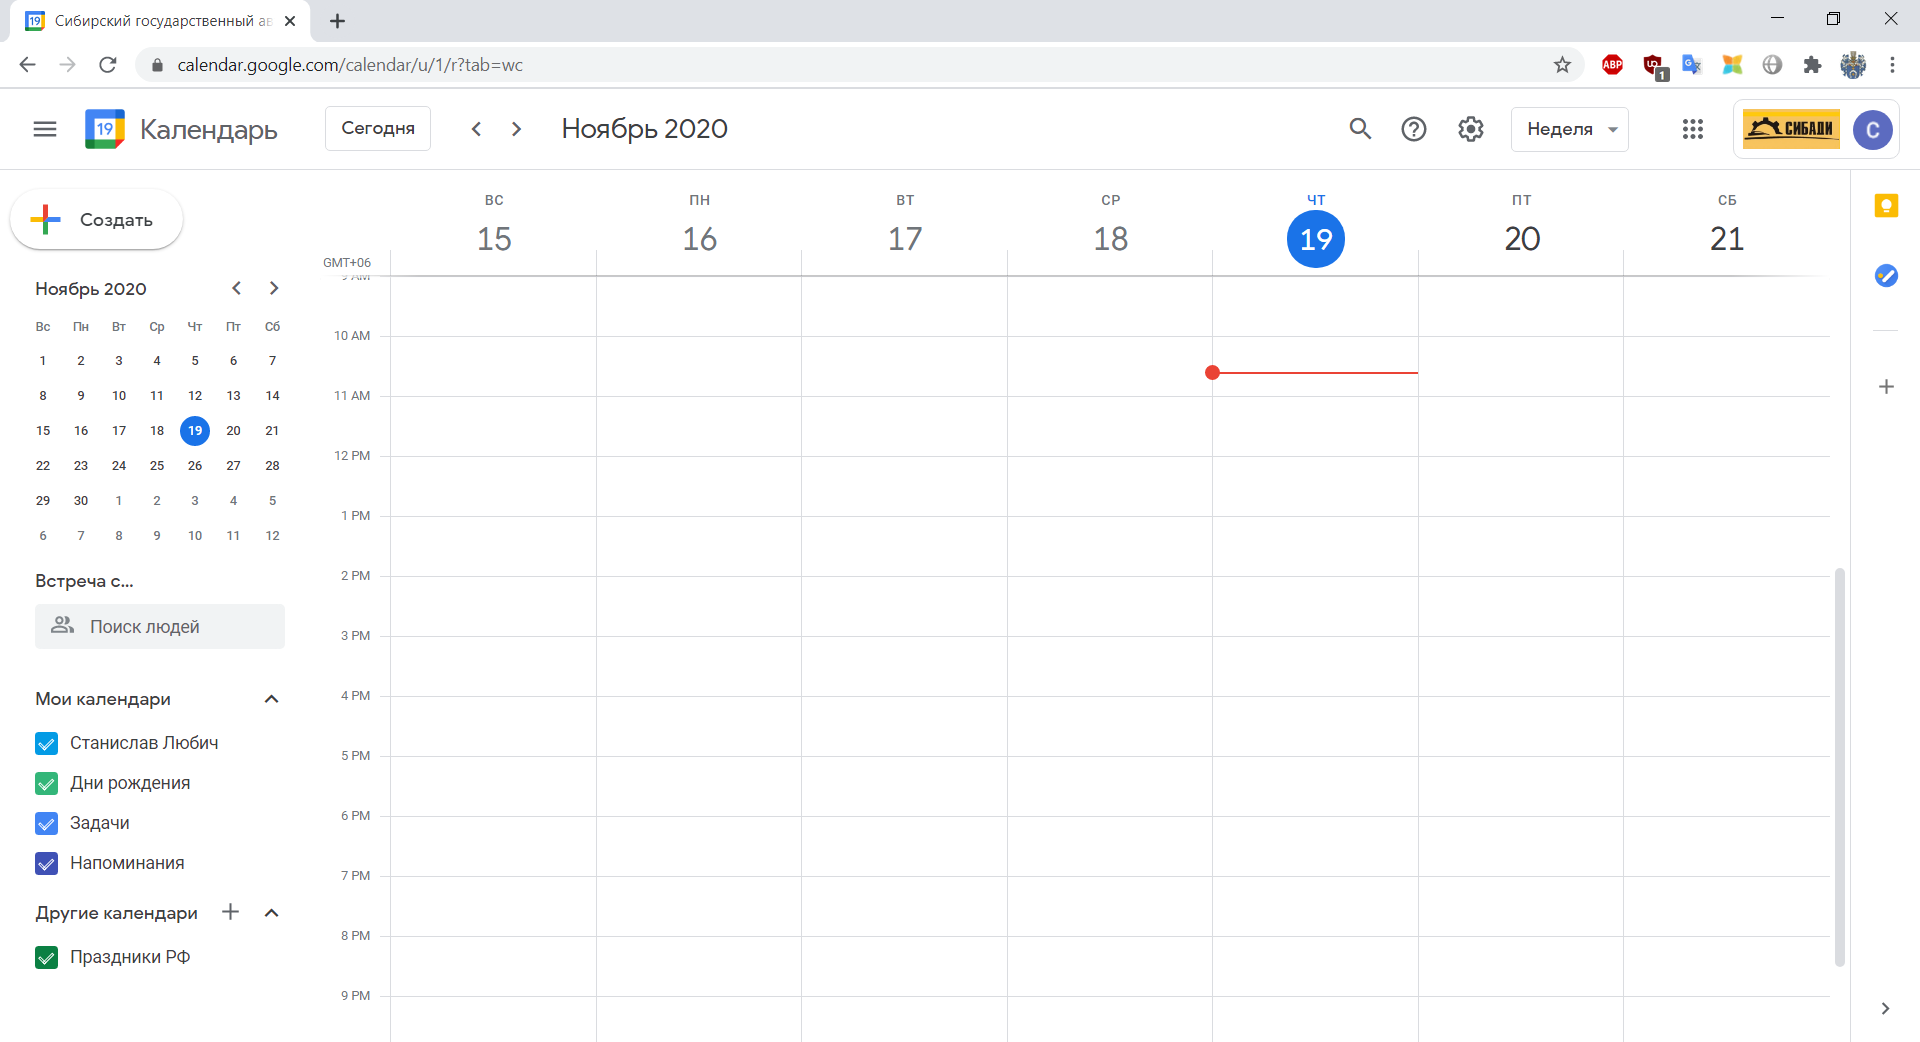 19 Сибирский государственный ав
calendar.google.com/calendar/u/1/r?tab=wc
ABP
1
19 Календарь
Сегодня
Ноябрь 2020
Неделя
СИБАДИ
С
Создать
ВС ПН ВТ СР ЧТ ПТ СБ
15 16 17 18 19 20 21
GMT+06
Ноябрь 2020
Вс Пн Вт Ср Чт Пт Сб
1 2 3 4 5 6 7
8 9 10 11 12 13 14
15 16 17 18 19 20 21
22 23 24 25 26 27 28
29 30 1 2 3 4 5
6 7 8 9 10 11 12
Встреча с...
Поиск людей
Мои календари
Станислав Любич
Дни рождения
Задачи
Напоминания
Другие календари
Праздники РФ
9 AM
10 AM
11 AM
12 PM
1 PM
2 PM
3 PM
4 PM
5 PM
6 PM
7 PM
8 PM
9 PM